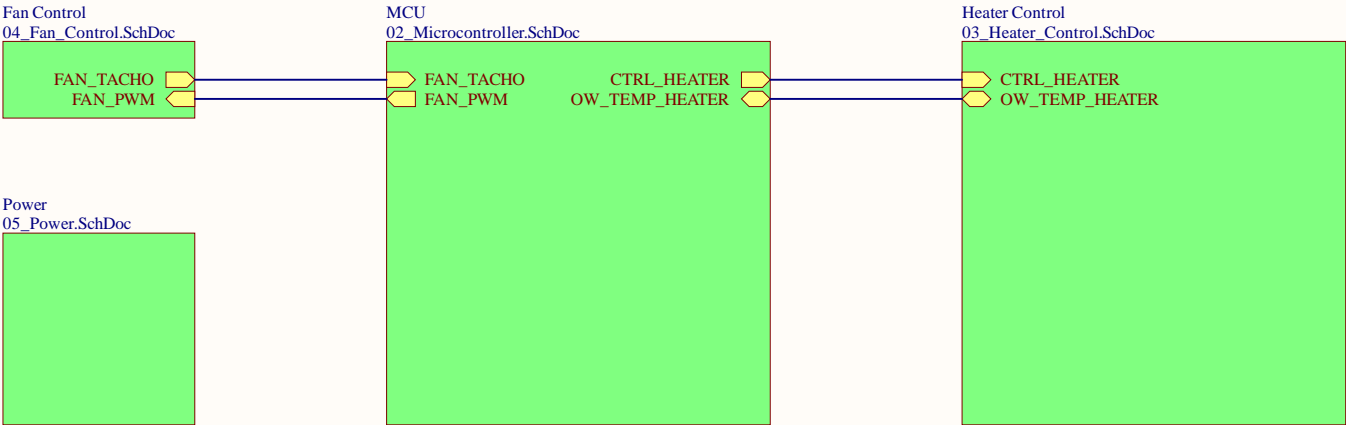 Fan Control
04_Fan_Control.SchDoc
FAN_TACHO
FAN_PWM
MCU
02_Microcontroller.SchDoc
FAN_TACHO
FAN_PWM
CTRL_HEATER
OW_TEMP_HEATER
Heater Control
03_Heater_Control.SchDoc
CTRL_HEATER
OW_TEMP_HEATER
Power
05_Power.SchDoc